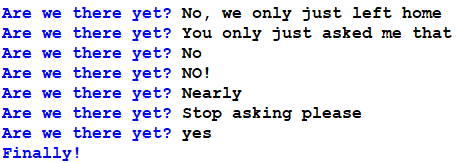 Are we there yet? No, we only just left home
Are we there yet? You only just asked me that
Are we there yet? No
Are we there yet? NO!
Are we there yet? Nearly
Are we there yet? Stop asking please
Are we there yet? yes
Finally!